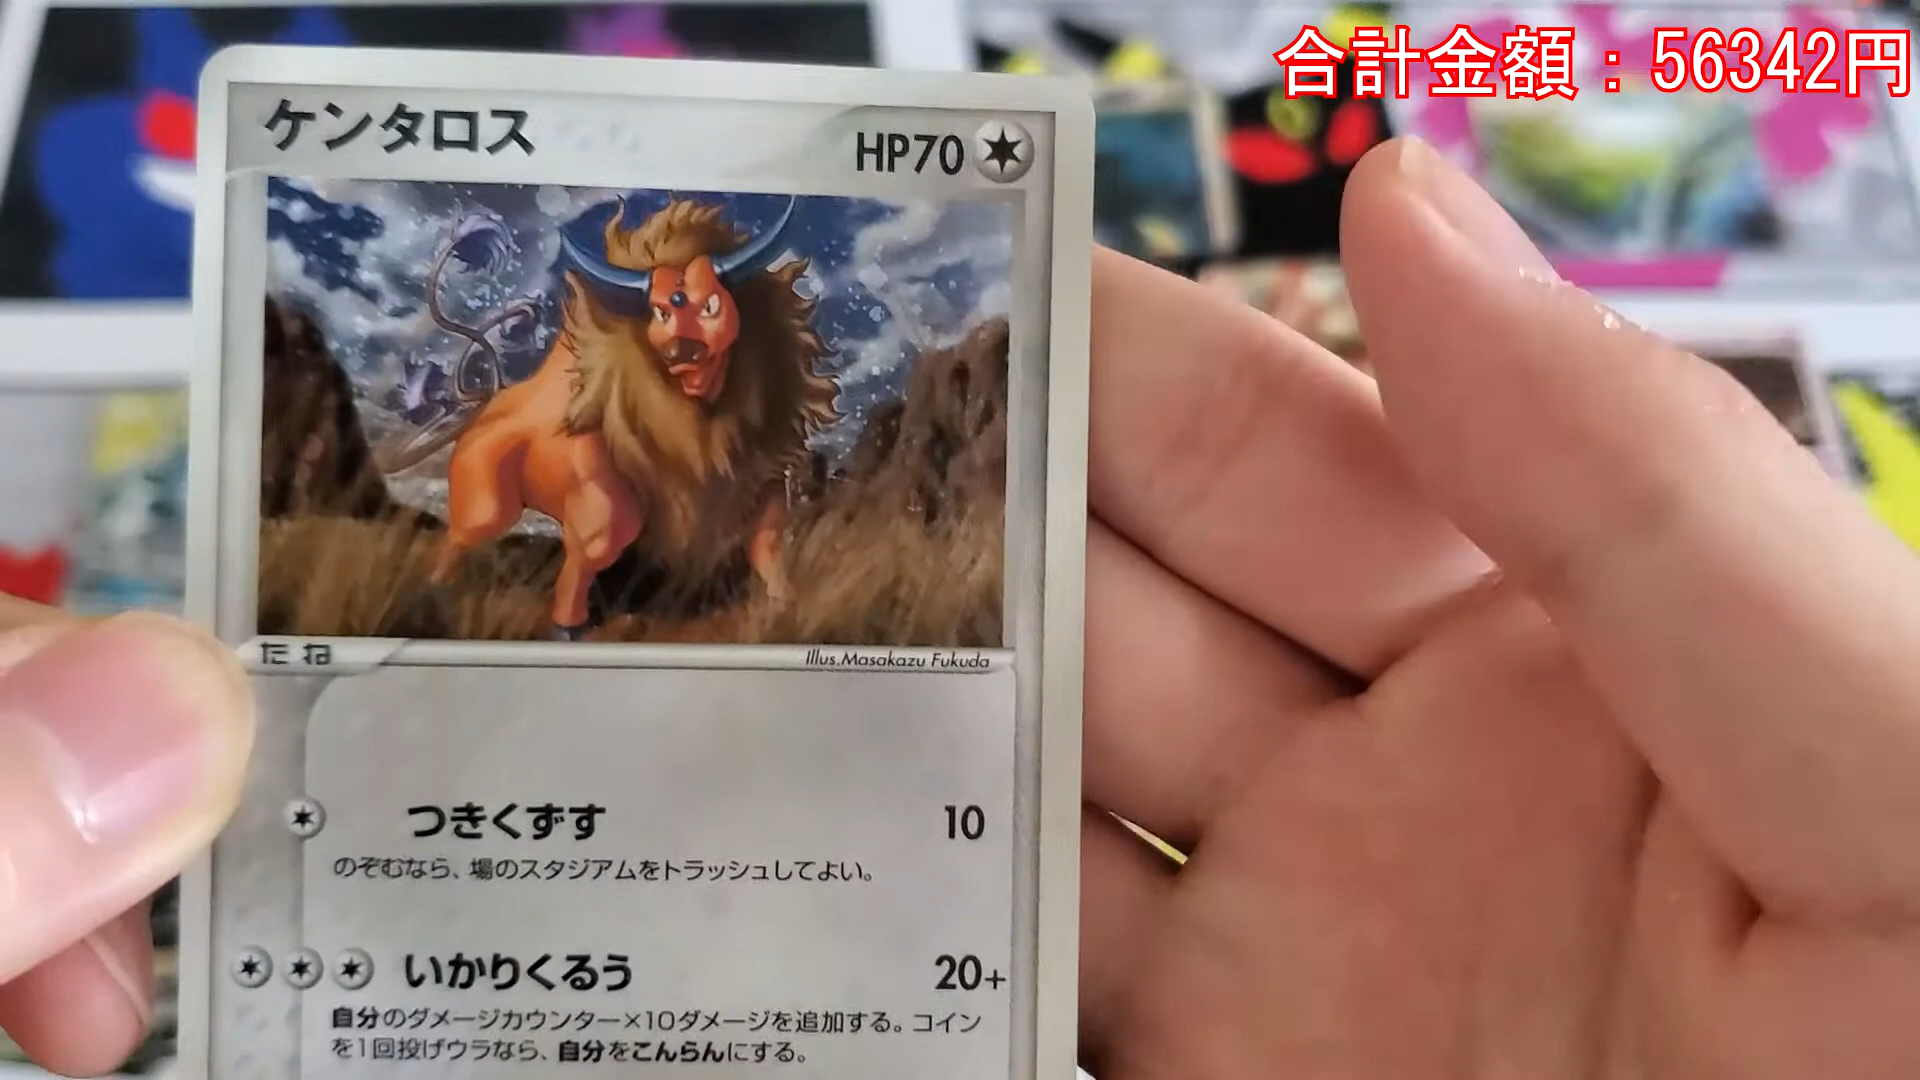 合計金額：56342円
ケンタロス
HP70
たね
Illus.Masakazu Fukuda
つきくずす 10
のぞむなら、場のスタジアムをトラッシュしてよい。
いかりくるう 20+
自分のダメージカウンター×10ダメージを追加する。コイン
を1回投げウラなら、自分をこんらんにする。